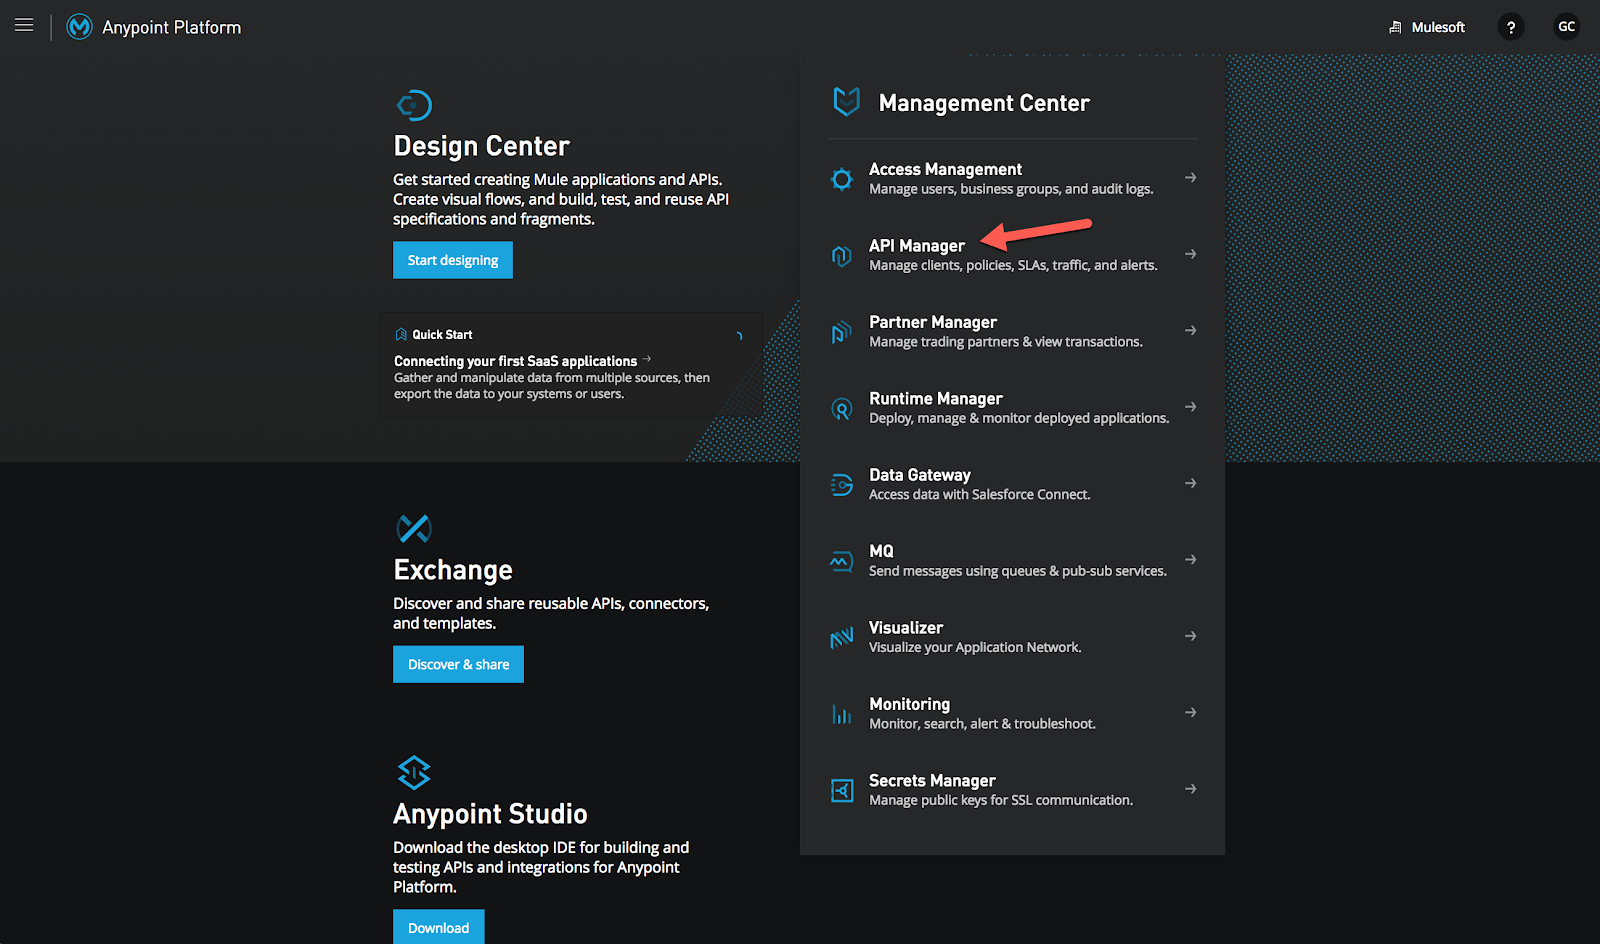 Anypoint Platform
Mulesoft
?
GC
Design Center
Get started creating Mule applications and APIs.
Create visual flows, and build, test, and reuse API
specifications and fragments.
Start designing
Quick Start
Connecting your first SaaS applications →
Gather and manipulate data from multiple sources, then
export the data to your systems or users.
Exchange
Discover and share reusable APIs, connectors,
and templates.
Discover & share
Anypoint Studio
Download the desktop IDE for building and
testing APIs and integrations for Anypoint
Platform.
Download
Management Center
Access Management
Manage users, business groups, and audit logs.
API Manager
Manage clients, policies, SLAs, traffic, and alerts.
Partner Manager
Manage trading partners & view transactions.
Runtime Manager
Deploy, manage & monitor deployed applications.
Data Gateway
Access data with Salesforce Connect.
MQ
Send messages using queues & pub-sub services.
Visualizer
Visualize your Application Network.
Monitoring
Monitor, search, alert & troubleshoot.
Secrets Manager
Manage public keys for SSL communication.